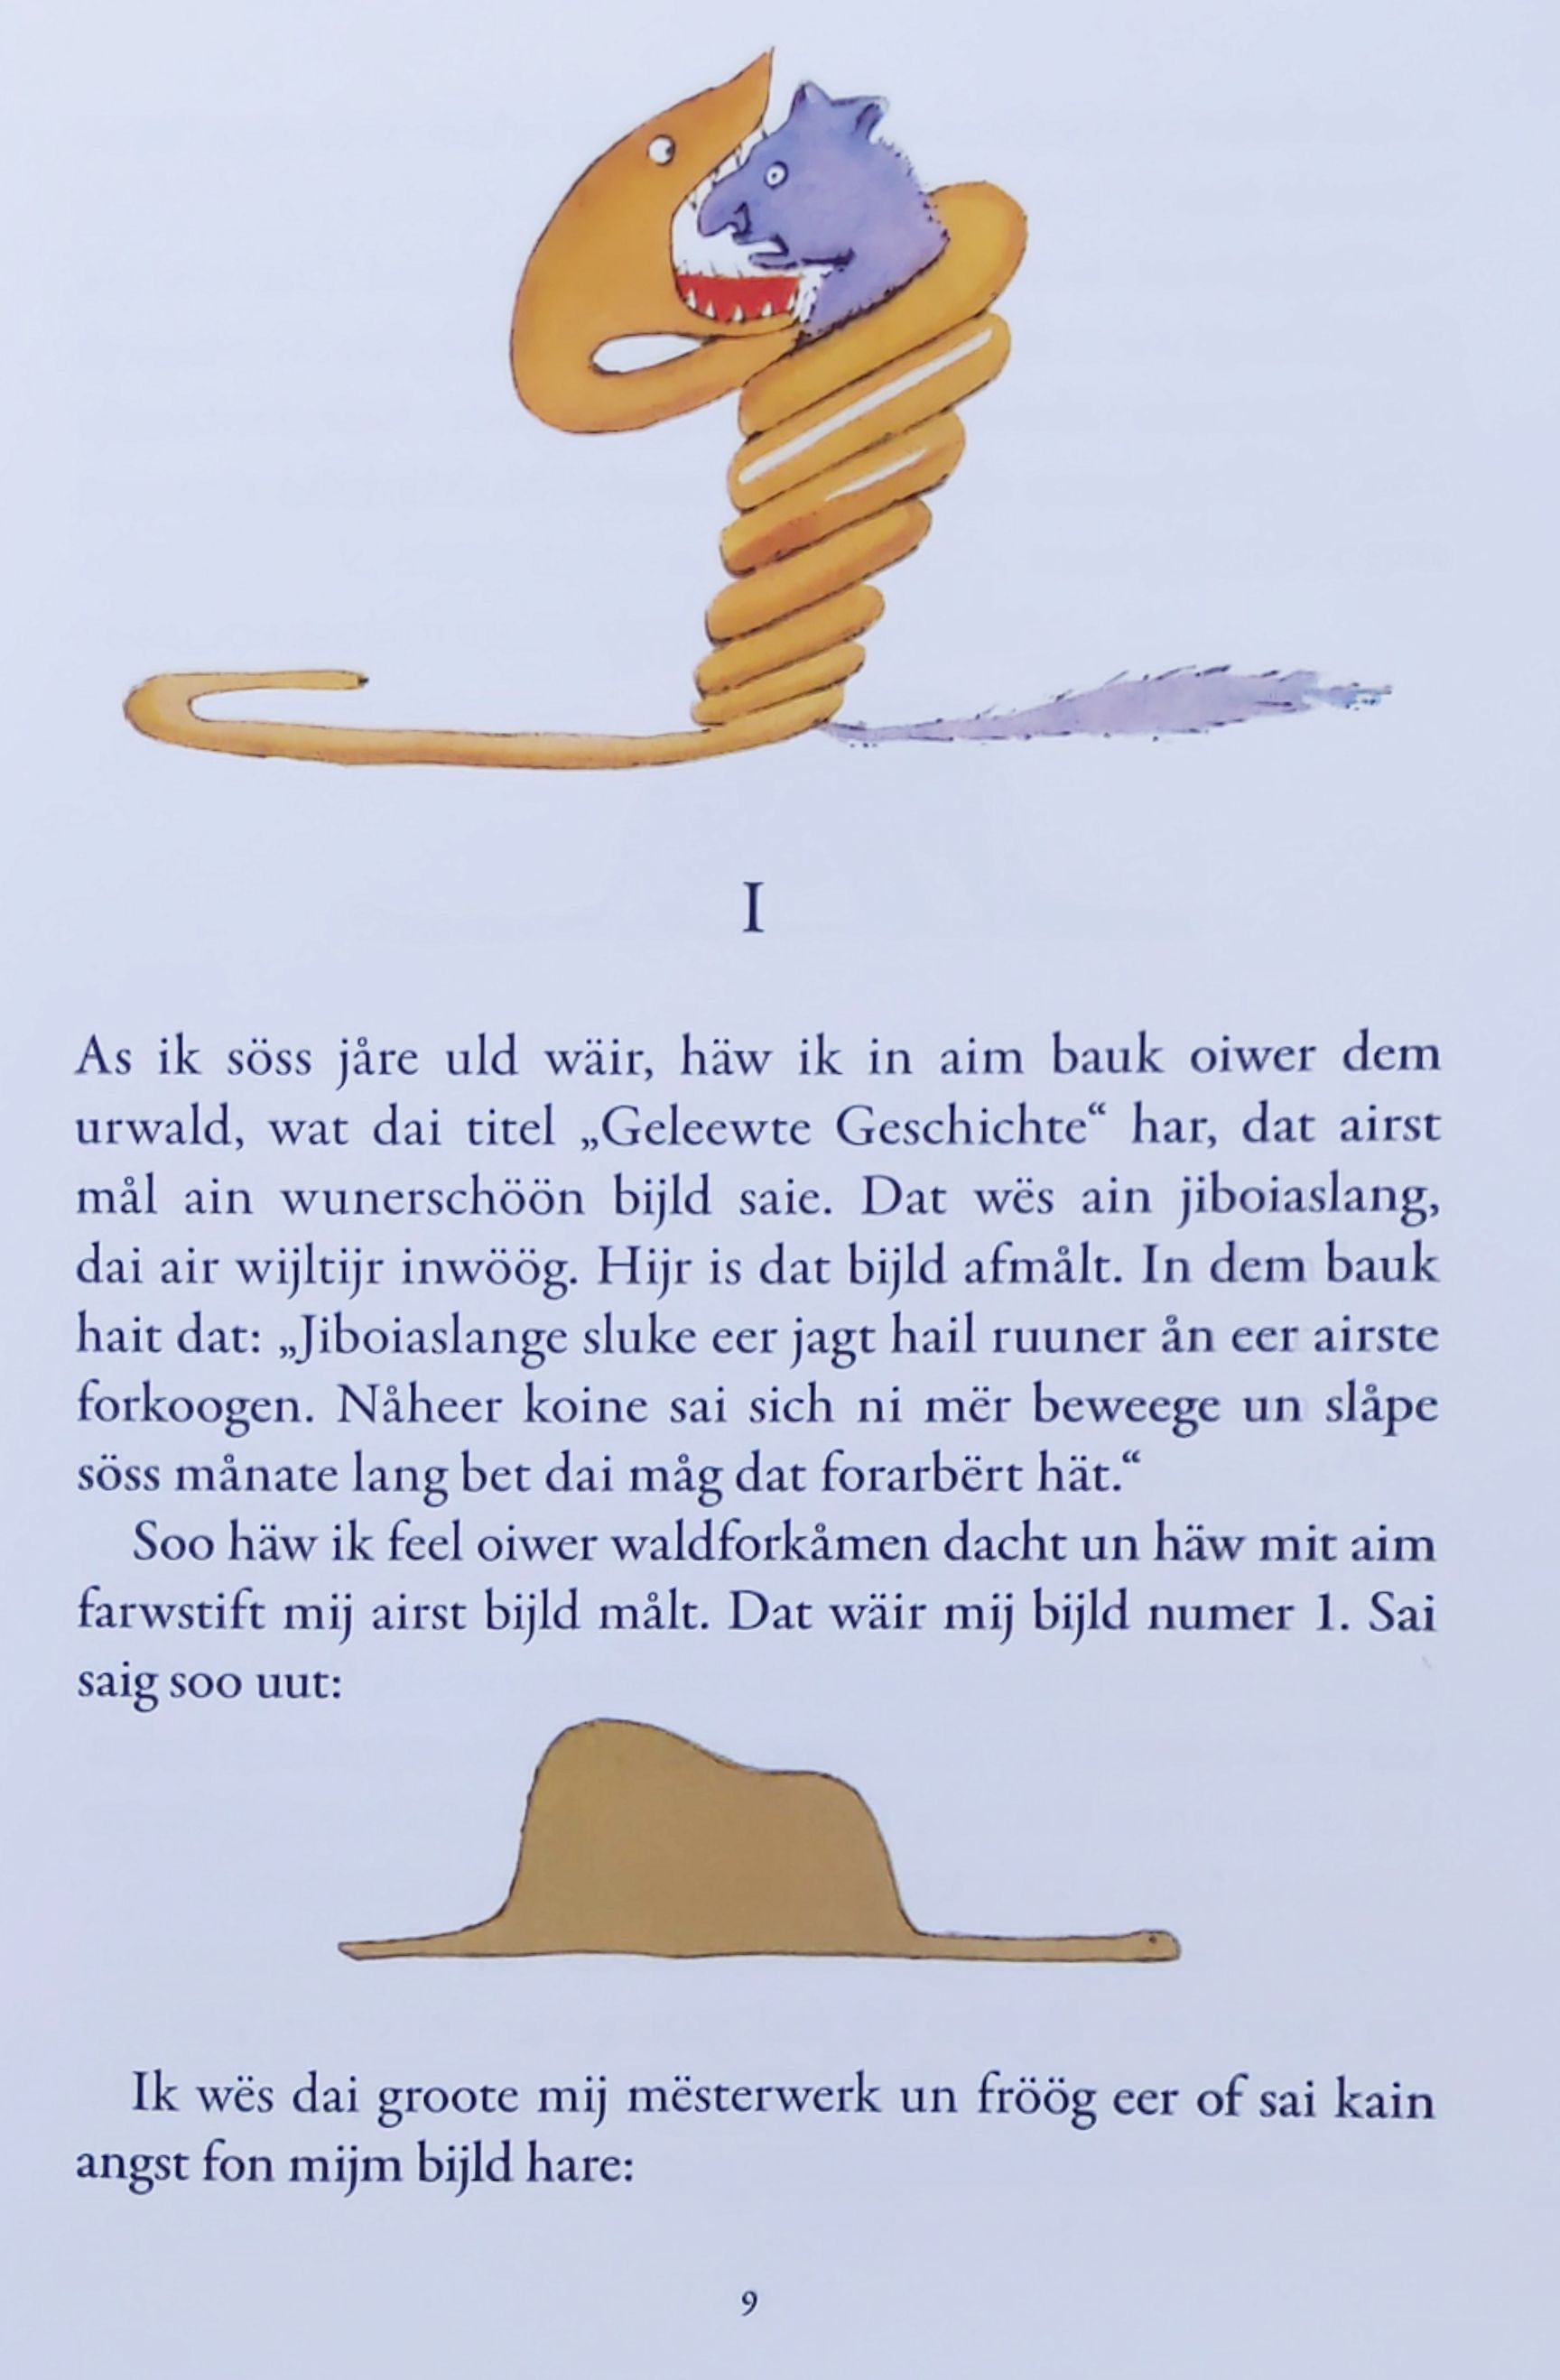 I
As ik söss jåre uld wäir, häw ik in aim bauk oiwer dem
urwald, wat dai titel „Geleewte Geschichte“ har, dat airst
mål ain wunerschöön bijld saie. Dat wës ain jiboiaslang,
dai air wijltijr inwöög. Hijr is dat bijld afmålt. In dem bauk
hait dat: „Jiboiaslange sluke eer jagt hail ruuner ån eer airste
forkoogen. Nåheer koine sai sich ni mër beweege un slåpe
söss månate lang bet dai måg dat forarbërt hät.“
Soo häw ik feel oiwer waldforkåmen dacht un häw mit aim
farwstift mij airst bijld målt. Dat wäir mij bijld numer 1. Sai
saig soo uut:
Ik wës dai groote mij mësterwerk un fröög eer of sai kain
angst fon mijm bijld hare:
9